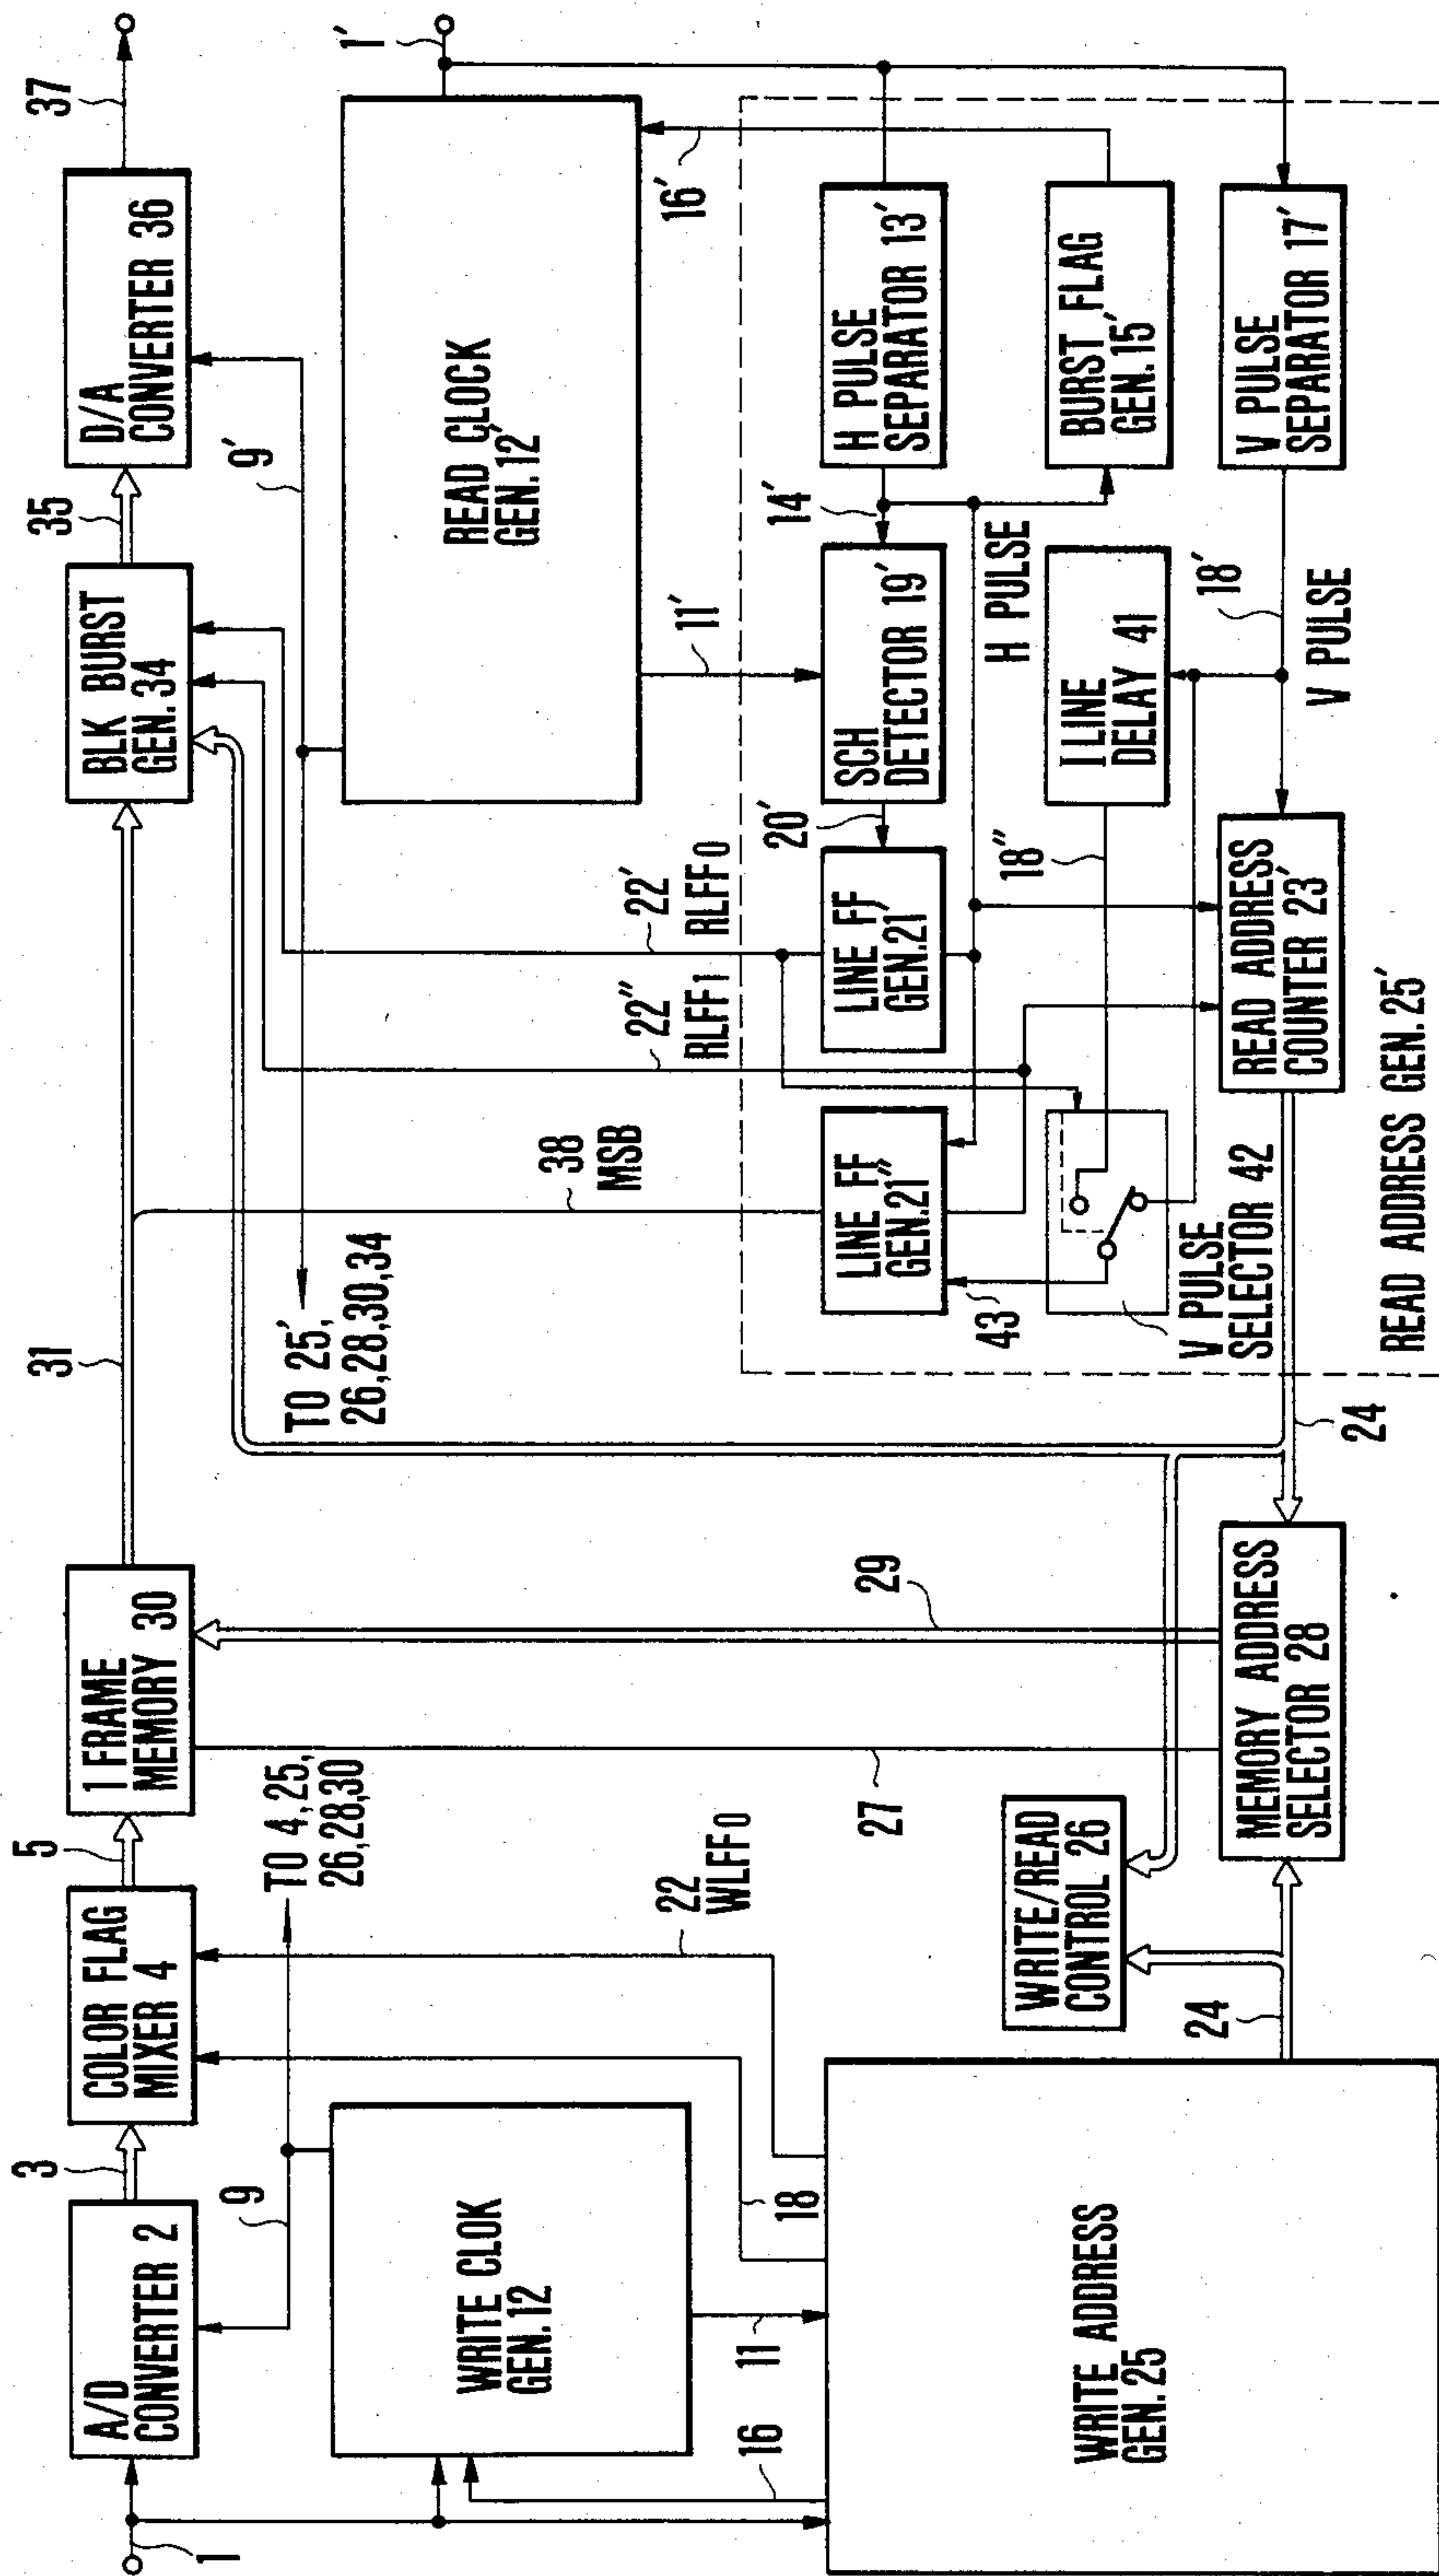 1
A/D
CONVERTER 2
3
COLOR FLAG
MIXER 4
5
1 FRAME
MEMORY 30
31
BLK BURST
GEN. 34
35
D/A
CONVERTER 36
37
9
TO 4,25,
26,28,30
WRITE CLOK
GEN. 12
16
11
18
22
WLFF0
WRITE ADDRESS
GEN. 25
24
WRITE/READ
CONTROL 26
27
29
MEMORY ADDRESS
SELECTOR 28
24
TO 25',
26,28,30,34
9'
READ CLOCK
GEN. 12'
1'
38
MSB
22"
RLFF1
22'
RLFF0
11'
16'
LINE FF
GEN. 21"
LINE FF
GEN. 21'
20'
SCH
DETECTOR 19'
14'
H PULSE
SEPARATOR 13'
H PULSE
43
V PULSE
SELECTOR 42
18"
I LINE
DELAY 41
BURST FLAG
GEN. 15'
READ ADDRESS
COUNTER 23'
18'
V PULSE
V PULSE
SEPARATOR 17'
READ ADDRESS GEN. 25'